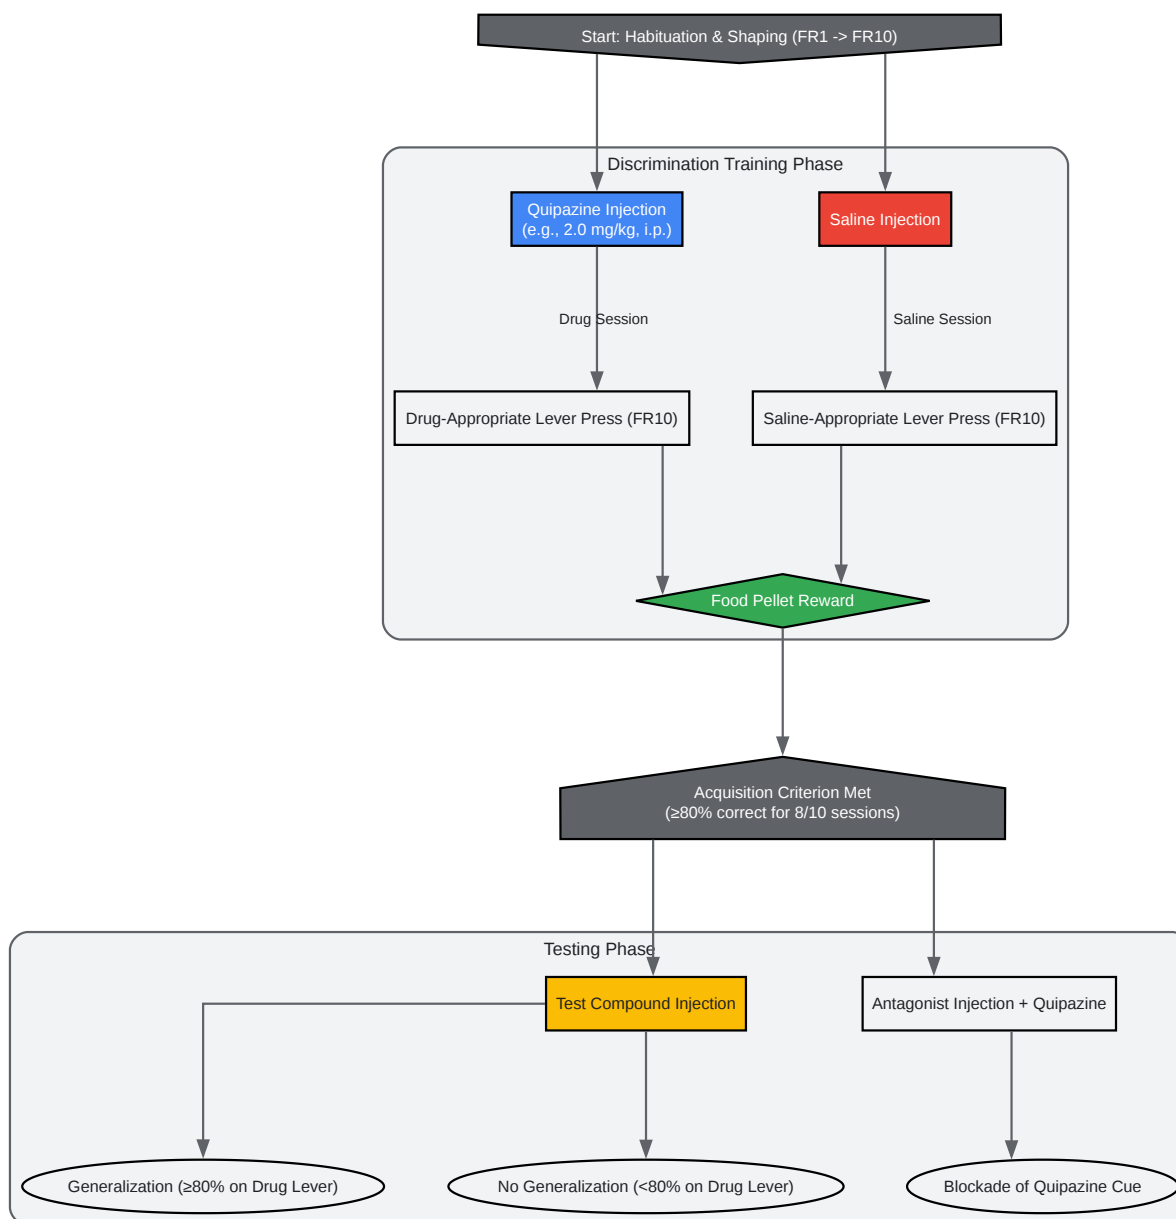 Start: Habituation & Shaping (FR1 -> FR10)
Discrimination Training Phase
Quipazine Injection
(e.g., 2.0 mg/kg, i.p.)
Saline Injection
Drug Session
Saline Session
Drug-Appropriate Lever Press (FR10)
Saline-Appropriate Lever Press (FR10)
Food Pellet Reward
Acquisition Criterion Met
(≥80% correct for 8/10 sessions)
Testing Phase
Test Compound Injection
Antagonist Injection + Quipazine
Generalization (≥80% on Drug Lever)
No Generalization (<80% on Drug Lever)
Blockade of Quipazine Cue